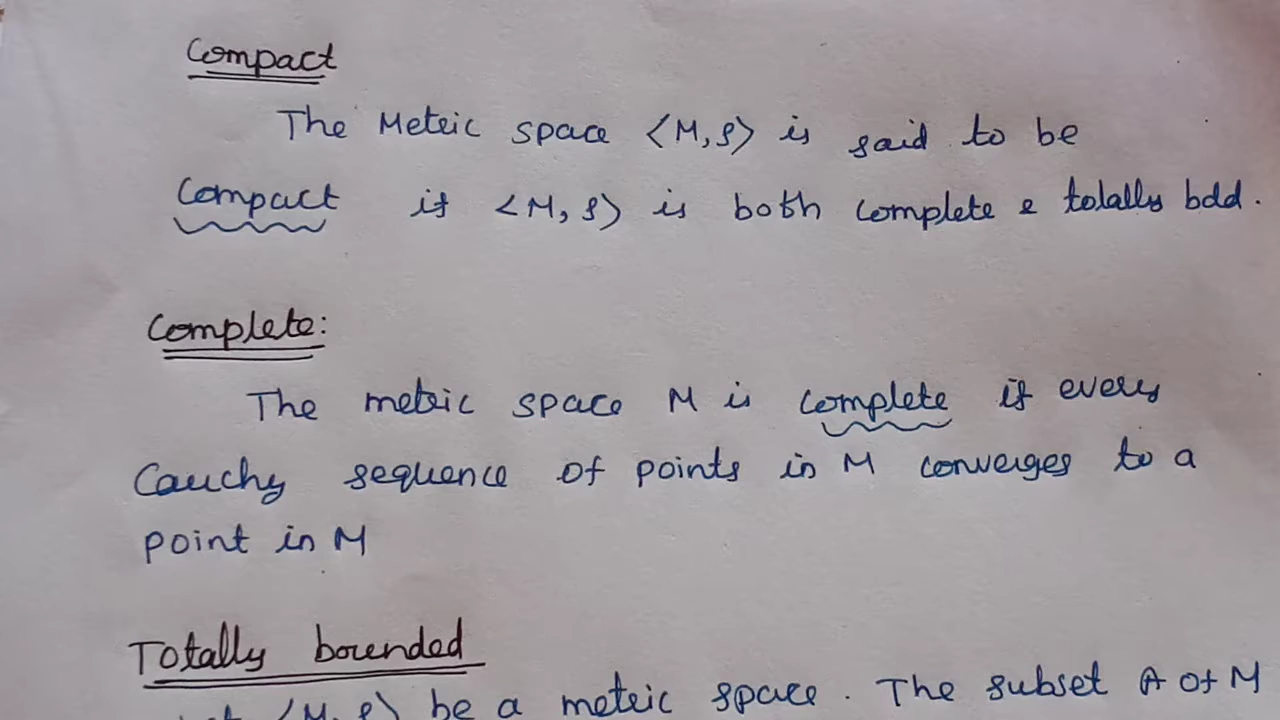 Compact
The Metric space ⟨M,ρ⟩ is said to be
Compact if ⟨M,ρ⟩ is both complete & totally bdd.
Complete:
The metric space M is complete if every
Cauchy sequence of points in M converges to a
point in M
Totally bounded
⟨M,ρ⟩ be a metric space. The subset A of M